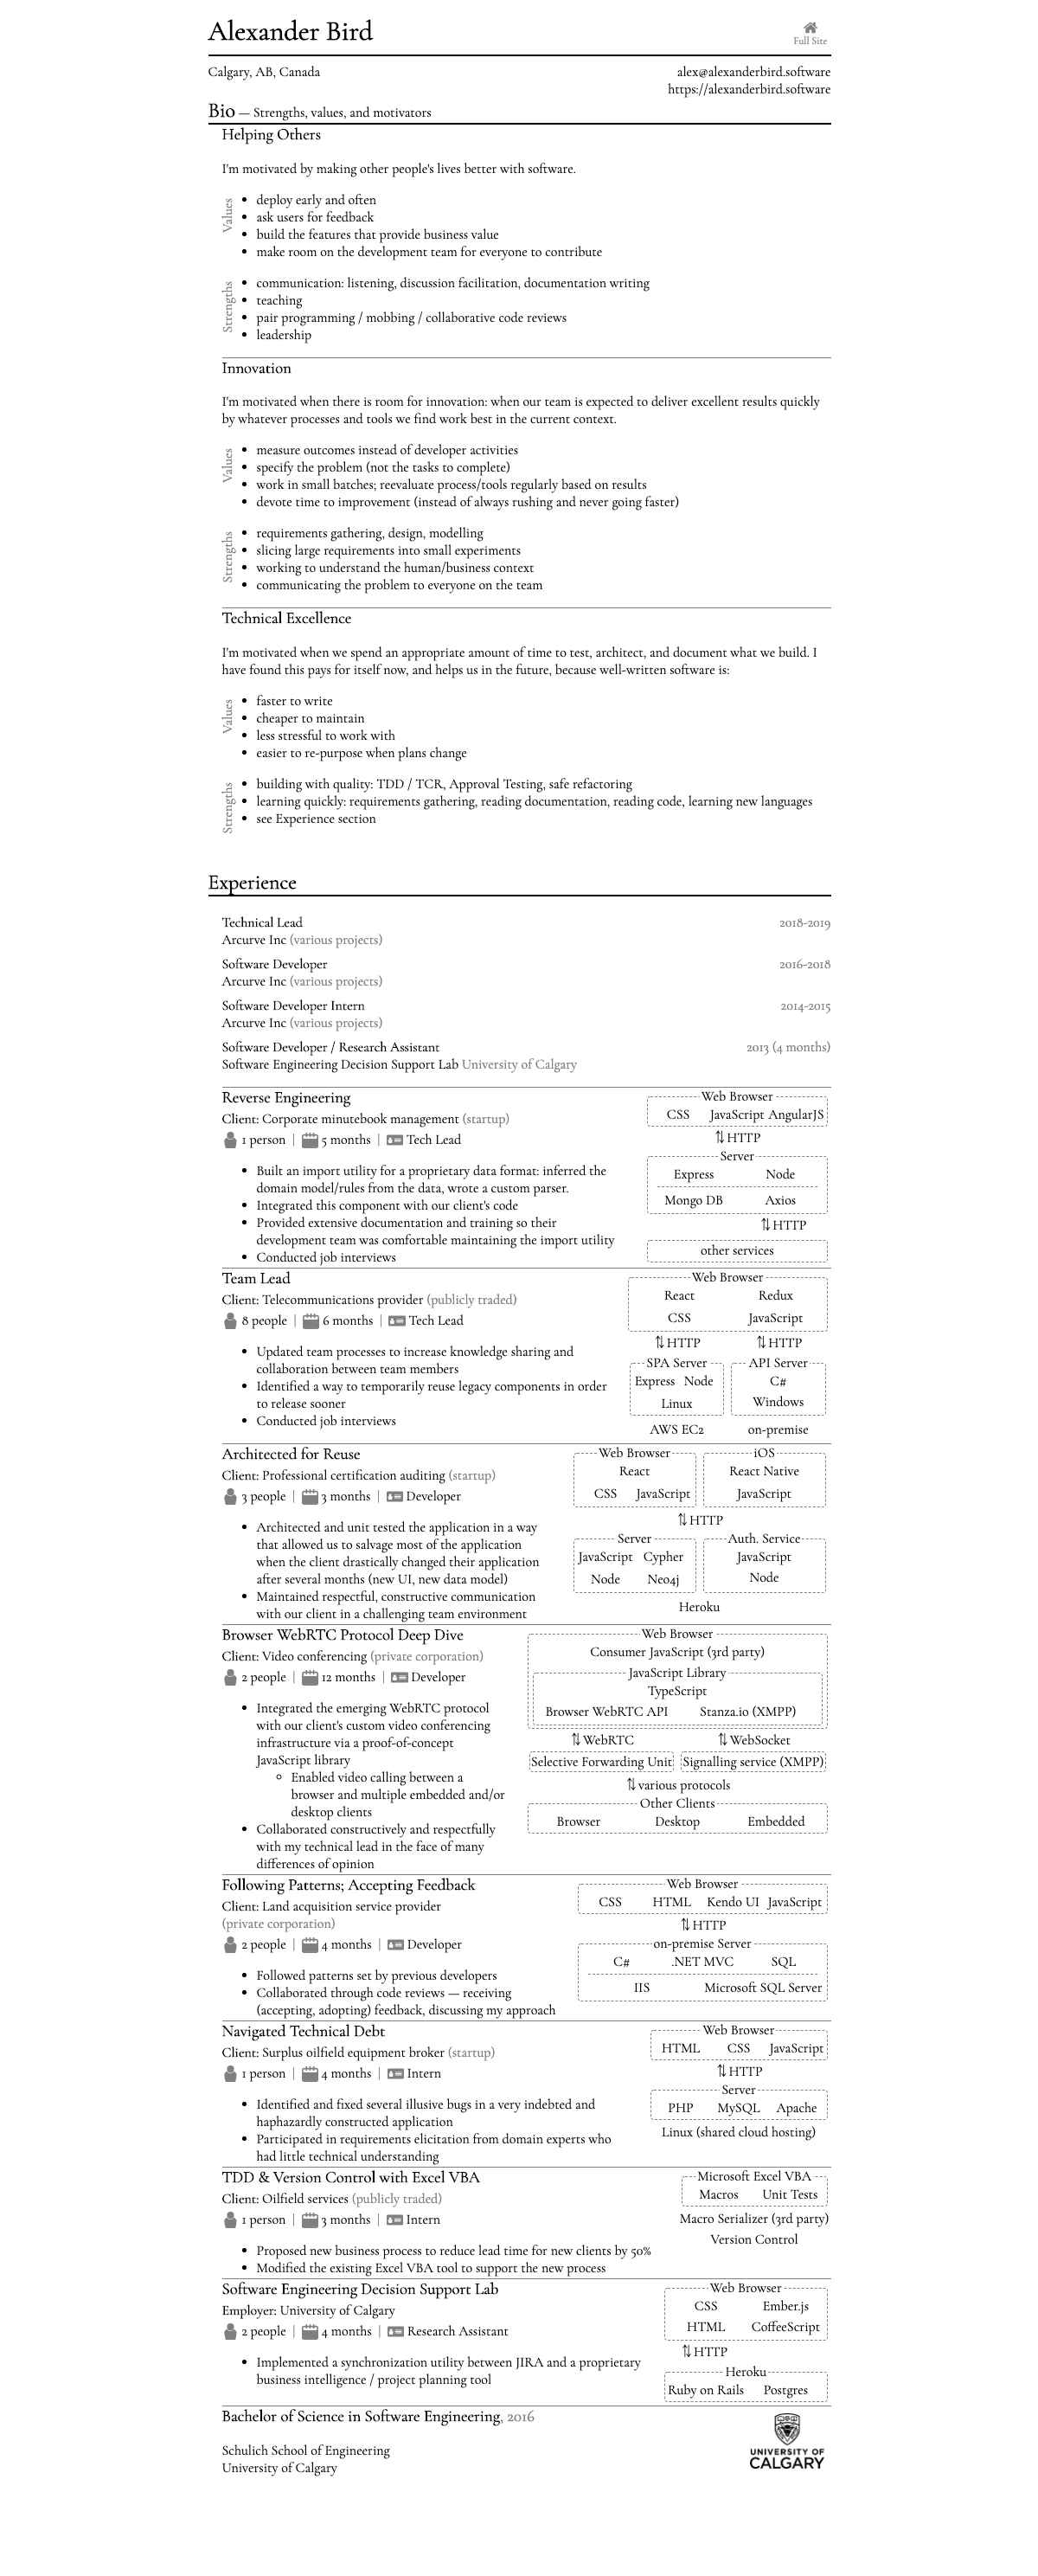 Alexander Bird
Full Site
Calgary, AB, Canada
alex@alexanderbird.software
https://alexanderbird.software
Bio — Strengths, values, and motivators
Helping Others
I'm motivated by making other people's lives better with software.
Values
• deploy early and often
• ask users for feedback
• build the features that provide business value
• make room on the development team for everyone to contribute
Strengths
• communication: listening, discussion facilitation, documentation writing
• teaching
• pair programming / mobbing / collaborative code reviews
• leadership
Innovation
I'm motivated when there is room for innovation: when our team is expected to deliver excellent results quickly
by whatever processes and tools we find work best in the current context.
Values
• measure outcomes instead of developer activities
• specify the problem (not the tasks to complete)
• work in small batches; reevaluate process/tools regularly based on results
• devote time to improvement (instead of always rushing and never going faster)
Strengths
• requirements gathering, design, modelling
• slicing large requirements into small experiments
• working to understand the human/business context
• communicating the problem to everyone on the team
Technical Excellence
I'm motivated when we spend an appropriate amount of time to test, architect, and document what we build. I
have found this pays for itself now, and helps us in the future, because well-written software is:
Values
• faster to write
• cheaper to maintain
• less stressful to work with
• easier to re-purpose when plans change
Strengths
• building with quality: TDD / TCR, Approval Testing, safe refactoring
• learning quickly: requirements gathering, reading documentation, reading code, learning new languages
• see Experience section
Experience
Technical Lead 2018-2019
Arcurve Inc (various projects)
Software Developer 2016-2018
Arcurve Inc (various projects)
Software Developer Intern 2014-2015
Arcurve Inc (various projects)
Software Developer / Research Assistant 2013 (4 months)
Software Engineering Decision Support Lab University of Calgary
Reverse Engineering
Client: Corporate minutebook management (startup)
1 person | 5 months | Tech Lead
• Built an import utility for a proprietary data format: inferred the
domain model/rules from the data, wrote a custom parser.
• Integrated this component with our client's code
• Provided extensive documentation and training so their
development team was comfortable maintaining the import utility
• Conducted job interviews
Web Browser
CSS JavaScript AngularJS
⇅ HTTP
Server
Express Node
Mongo DB Axios
⇅ HTTP
other services
Team Lead
Client: Telecommunications provider (publicly traded)
8 people | 6 months | Tech Lead
• Updated team processes to increase knowledge sharing and
collaboration between team members
• Identified a way to temporarily reuse legacy components in order
to release sooner
• Conducted job interviews
Web Browser
React Redux
CSS JavaScript
⇅ HTTP ⇅ HTTP
SPA Server API Server
Express Node C#
Linux Windows
AWS EC2 on-premise
Architected for Reuse
Client: Professional certification auditing (startup)
3 people | 3 months | Developer
• Architected and unit tested the application in a way
that allowed us to salvage most of the application
when the client drastically changed their application
after several months (new UI, new data model)
• Maintained respectful, constructive communication
with our client in a challenging team environment
Web Browser iOS
React React Native
CSS JavaScript JavaScript
⇅ HTTP
Server Auth. Service
JavaScript Cypher JavaScript
Node Neo4j Node
Heroku
Browser WebRTC Protocol Deep Dive
Client: Video conferencing (private corporation)
2 people | 12 months | Developer
• Integrated the emerging WebRTC protocol
with our client's custom video conferencing
infrastructure via a proof-of-concept
JavaScript library
◦ Enabled video calling between a
browser and multiple embedded and/or
desktop clients
• Collaborated constructively and respectfully
with my technical lead in the face of many
differences of opinion
Web Browser
Consumer JavaScript (3rd party)
JavaScript Library
TypeScript
Browser WebRTC API Stanza.io (XMPP)
⇅ WebRTC ⇅ WebSocket
Selective Forwarding Unit Signalling service (XMPP)
⇅ various protocols
Other Clients
Browser Desktop Embedded
Following Patterns; Accepting Feedback
Client: Land acquisition service provider
(private corporation)
2 people | 4 months | Developer
• Followed patterns set by previous developers
• Collaborated through code reviews — receiving
(accepting, adopting) feedback, discussing my approach
Web Browser
CSS HTML Kendo UI JavaScript
⇅ HTTP
on-premise Server
C# .NET MVC SQL
IIS Microsoft SQL Server
Navigated Technical Debt
Client: Surplus oilfield equipment broker (startup)
1 person | 4 months | Intern
• Identified and fixed several illusive bugs in a very indebted and
haphazardly constructed application
• Participated in requirements elicitation from domain experts who
had little technical understanding
Web Browser
HTML CSS JavaScript
⇅ HTTP
Server
PHP MySQL Apache
Linux (shared cloud hosting)
TDD & Version Control with Excel VBA
Client: Oilfield services (publicly traded)
1 person | 3 months | Intern
• Proposed new business process to reduce lead time for new clients by 50%
• Modified the existing Excel VBA tool to support the new process
Microsoft Excel VBA
Macros Unit Tests
Macro Serializer (3rd party)
Version Control
Software Engineering Decision Support Lab
Employer: University of Calgary
2 people | 4 months | Research Assistant
• Implemented a synchronization utility between JIRA and a proprietary
business intelligence / project planning tool
Web Browser
CSS Ember.js
HTML CoffeeScript
⇅ HTTP
Heroku
Ruby on Rails Postgres
Bachelor of Science in Software Engineering, 2016
Schulich School of Engineering
University of Calgary
UNIVERSITY OF
CALGARY